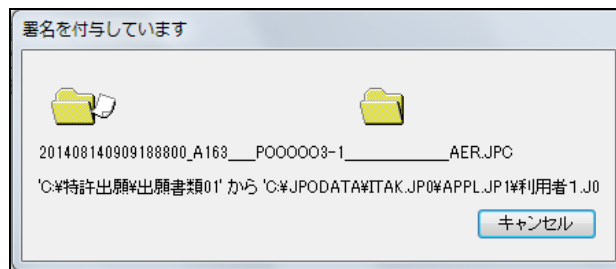 署名を付与しています
201408140909188800_A163___POOOOO3-1____________AER.JPC
'C:¥特許出願¥出願書類01' から 'C:¥JPODATA¥ITAK.JP0¥APPL.JP1¥利用者1.J0
キャンセル